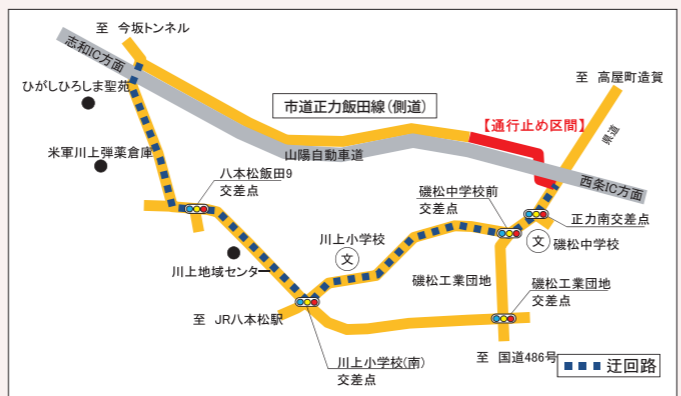 至 今坂トンネル
志和IC方面
ひがしひろしま聖苑
至 高屋町造賀
市道正力飯田線(側道)
【通行止め区間】
県道
米軍川上弾薬倉庫
山陽自動車道
西条IC方面
八本松飯田9
交差点
磯松中学校前
交差点
正力南交差点
川上小学校
文
文
磯松中学校
川上地域センター
磯松工業団地
磯松工業団地
交差点
至 JR八本松駅
川上小学校(南)
交差点
至 国道486号
迂回路